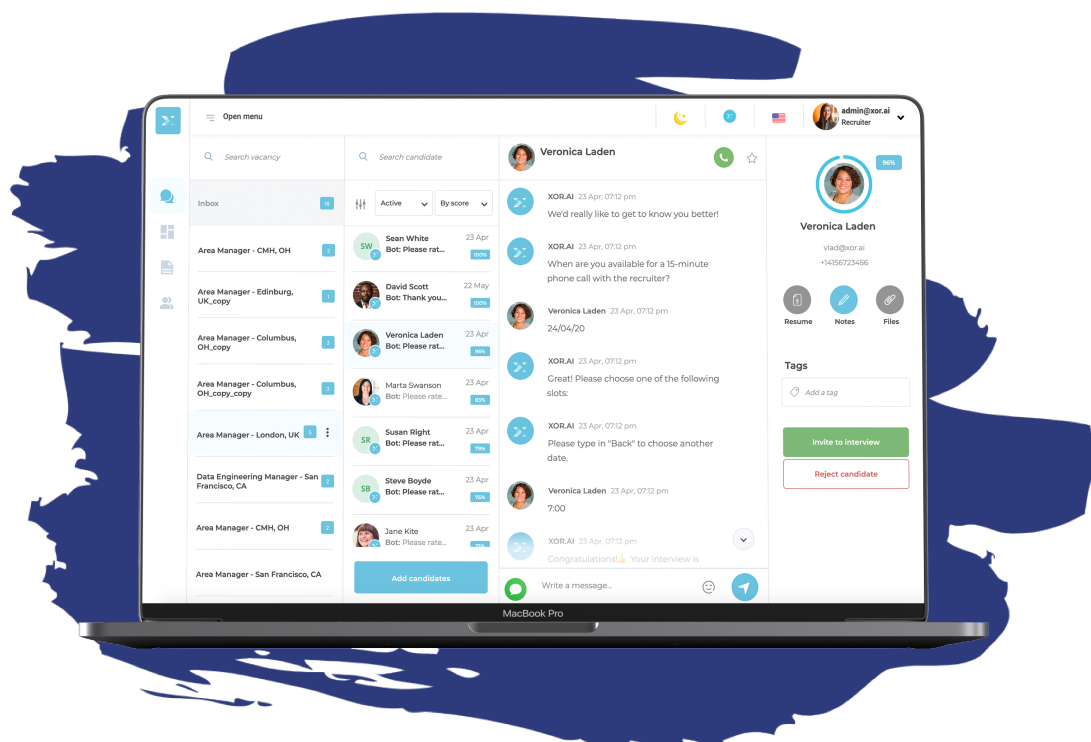 Open menu
admin@xor.ai
Recruiter
Search vacancy
Inbox
Area Manager - CMH, OH
3
Area Manager - Edinburg,
UK_copy
1
Area Manager - Columbus,
OH_copy
3
Area Manager - Columbus,
OH_copy_copy
3
Area Manager - London, UK
5
Data Engineering Manager - San
Francisco, CA
2
Area Manager - CMH, OH
2
Area Manager - San Francisco, CA
Search candidate
Active
By score
SW
Sean White
23 Apr
Bot: Please rat...
100%
David Scott
22 May
Bot: Thank you...
100%
Veronica Laden
23 Apr
Bot: Please rat...
96%
Marta Swanson
23 Apr
Bot: Please rate...
83%
SR
Susan Right
23 Apr
Bot: Please rat...
79%
SB
Steve Boyde
23 Apr
Bot: Please rat...
75%
Jane Kite
23 Apr
Bot: Please rate...
Add candidates
Veronica Laden
XOR.AI 23 Apr, 07:12 pm
We'd really like to get to know you better!
XOR.AI 23 Apr, 07:12 pm
When are you available for a 15-minute
phone call with the recruiter?
Veronica Laden 23 Apr, 07:12 pm
24/04/20
XOR.AI 23 Apr, 07:12 pm
Great! Please choose one of the following
slots:
XOR.AI 23 Apr, 07:12 pm
Please type in "Back" to choose another
date.
Veronica Laden 23 Apr, 07:12 pm
7:00
XOR.AI 23 Apr, 07:12 pm
Congratulations!👍 Your interview is
Write a message...
96%
Veronica Laden
vlad@xor.ai
+14156723456
Resume
Notes
Files
Tags
Add a tag
Invite to interview
Reject candidate
MacBook Pro